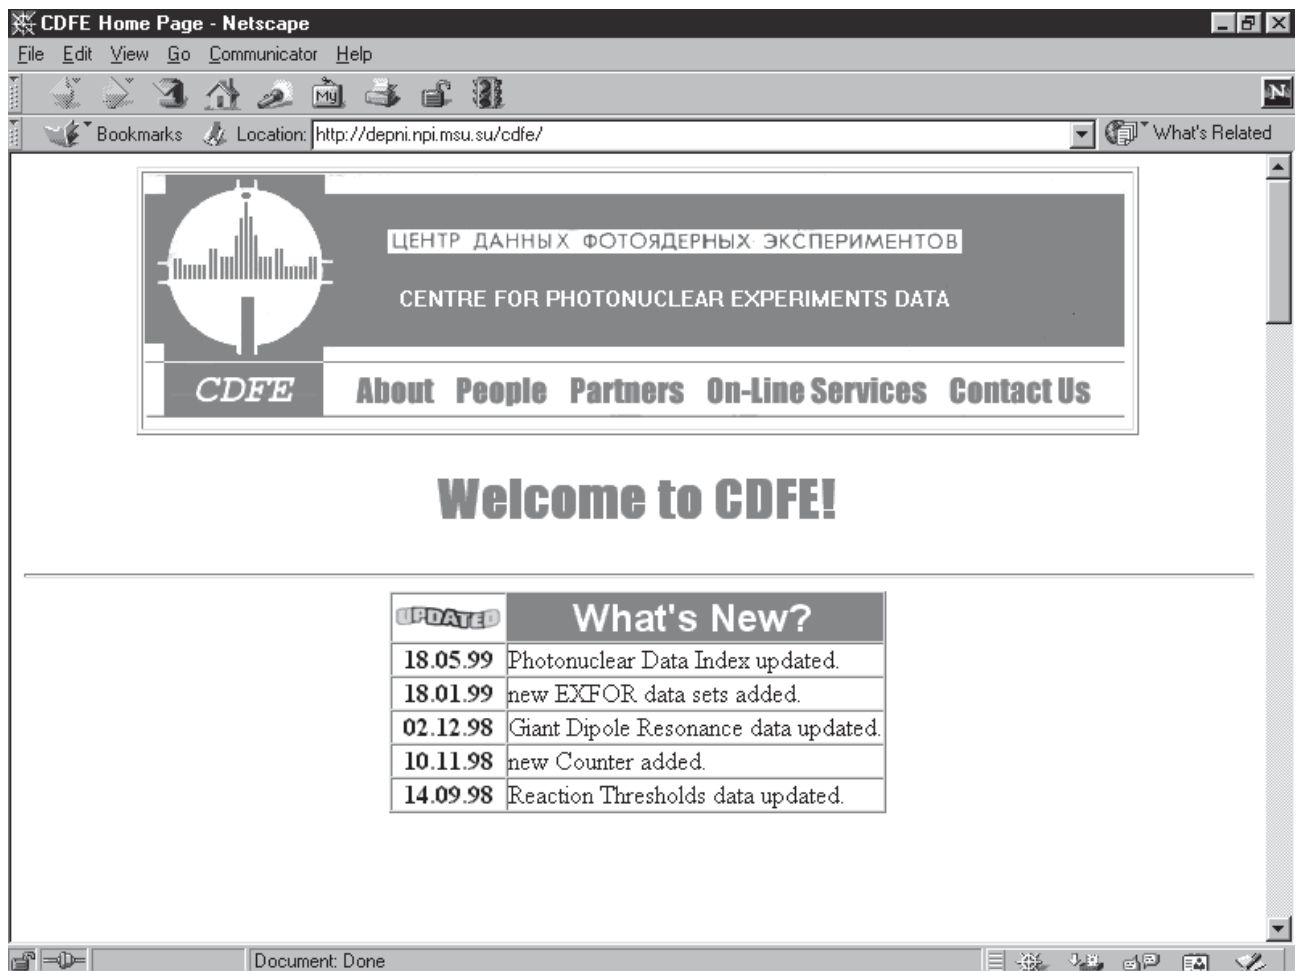 CDFE Home Page - Netscape
File Edit View Go Communicator Help
My
N
Bookmarks Location: http://depni.npi.msu.su/cdfe/ What's Related
ЦЕНТР ДАННЫХ ФОТОЯДЕРНЫХ ЭКСПЕРИМЕНТОВ
CENTRE FOR PHOTONUCLEAR EXPERIMENTS DATA
CDFE About People Partners On-Line Services Contact Us
Welcome to CDFE!
UPDATED What's New?
18.05.99 Photonuclear Data Index updated.
18.01.99 new EXFOR data sets added.
02.12.98 Giant Dipole Resonance data updated.
10.11.98 new Counter added.
14.09.98 Reaction Thresholds data updated.
Document: Done